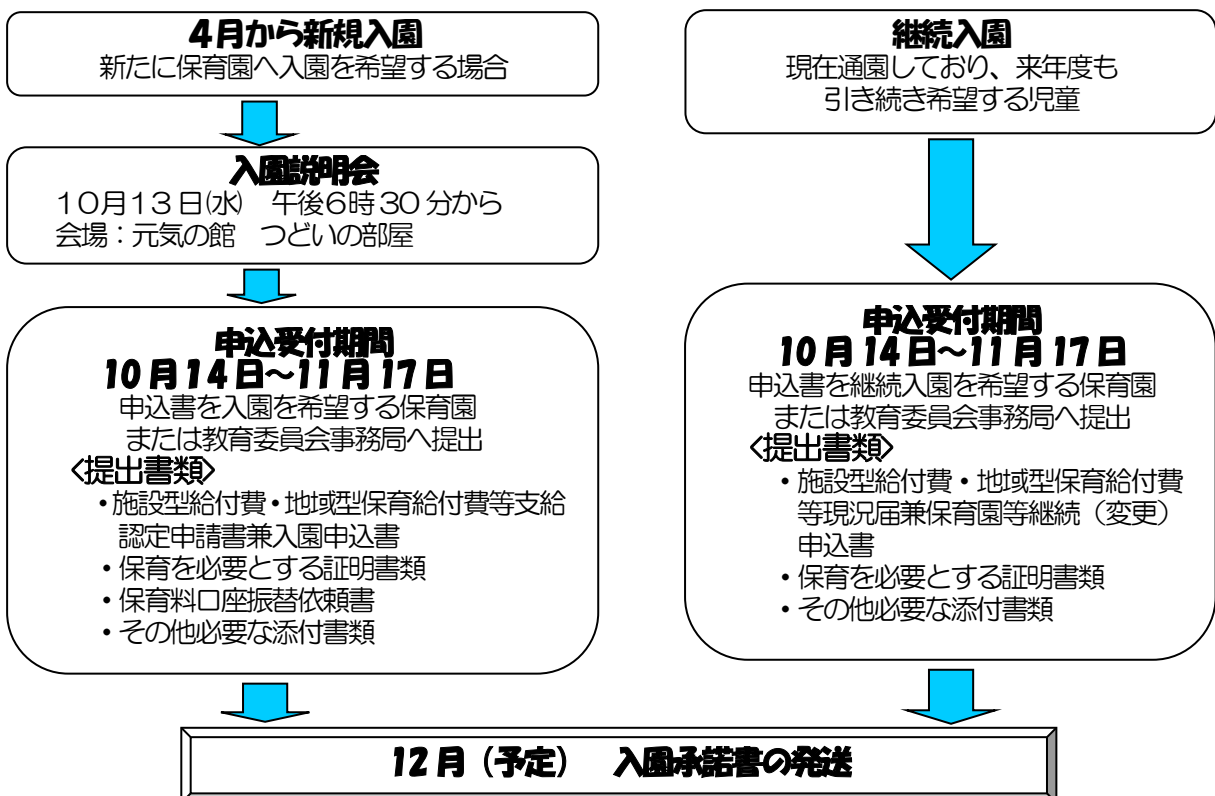 4月から新規入園
新たに保育園へ入園を希望する場合
入園説明会
10月13日(水) 午後6時30分から
会場:元気の館 つどいの部屋
申込受付期間
10月14日~11月17日
申込書を入園を希望する保育園
または教育委員会事務局へ提出
<提出書類>
・施設型給付費・地域型保育給付費等支給
認定申請書兼入園申込書
・保育を必要とする証明書類
・保育料口座振替依頼書
・その他必要な添付書類
継続入園
現在通園しており、来年度も
引き続き希望する児童
申込受付期間
10月14日~11月17日
申込書を継続入園を希望する保育園
または教育委員会事務局へ提出
<提出書類>
・施設型給付費・地域型保育給付費
等現況届兼保育園等継続(変更)
申込書
・保育を必要とする証明書類
・その他必要な添付書類
12月(予定) 入園承諾書の発送